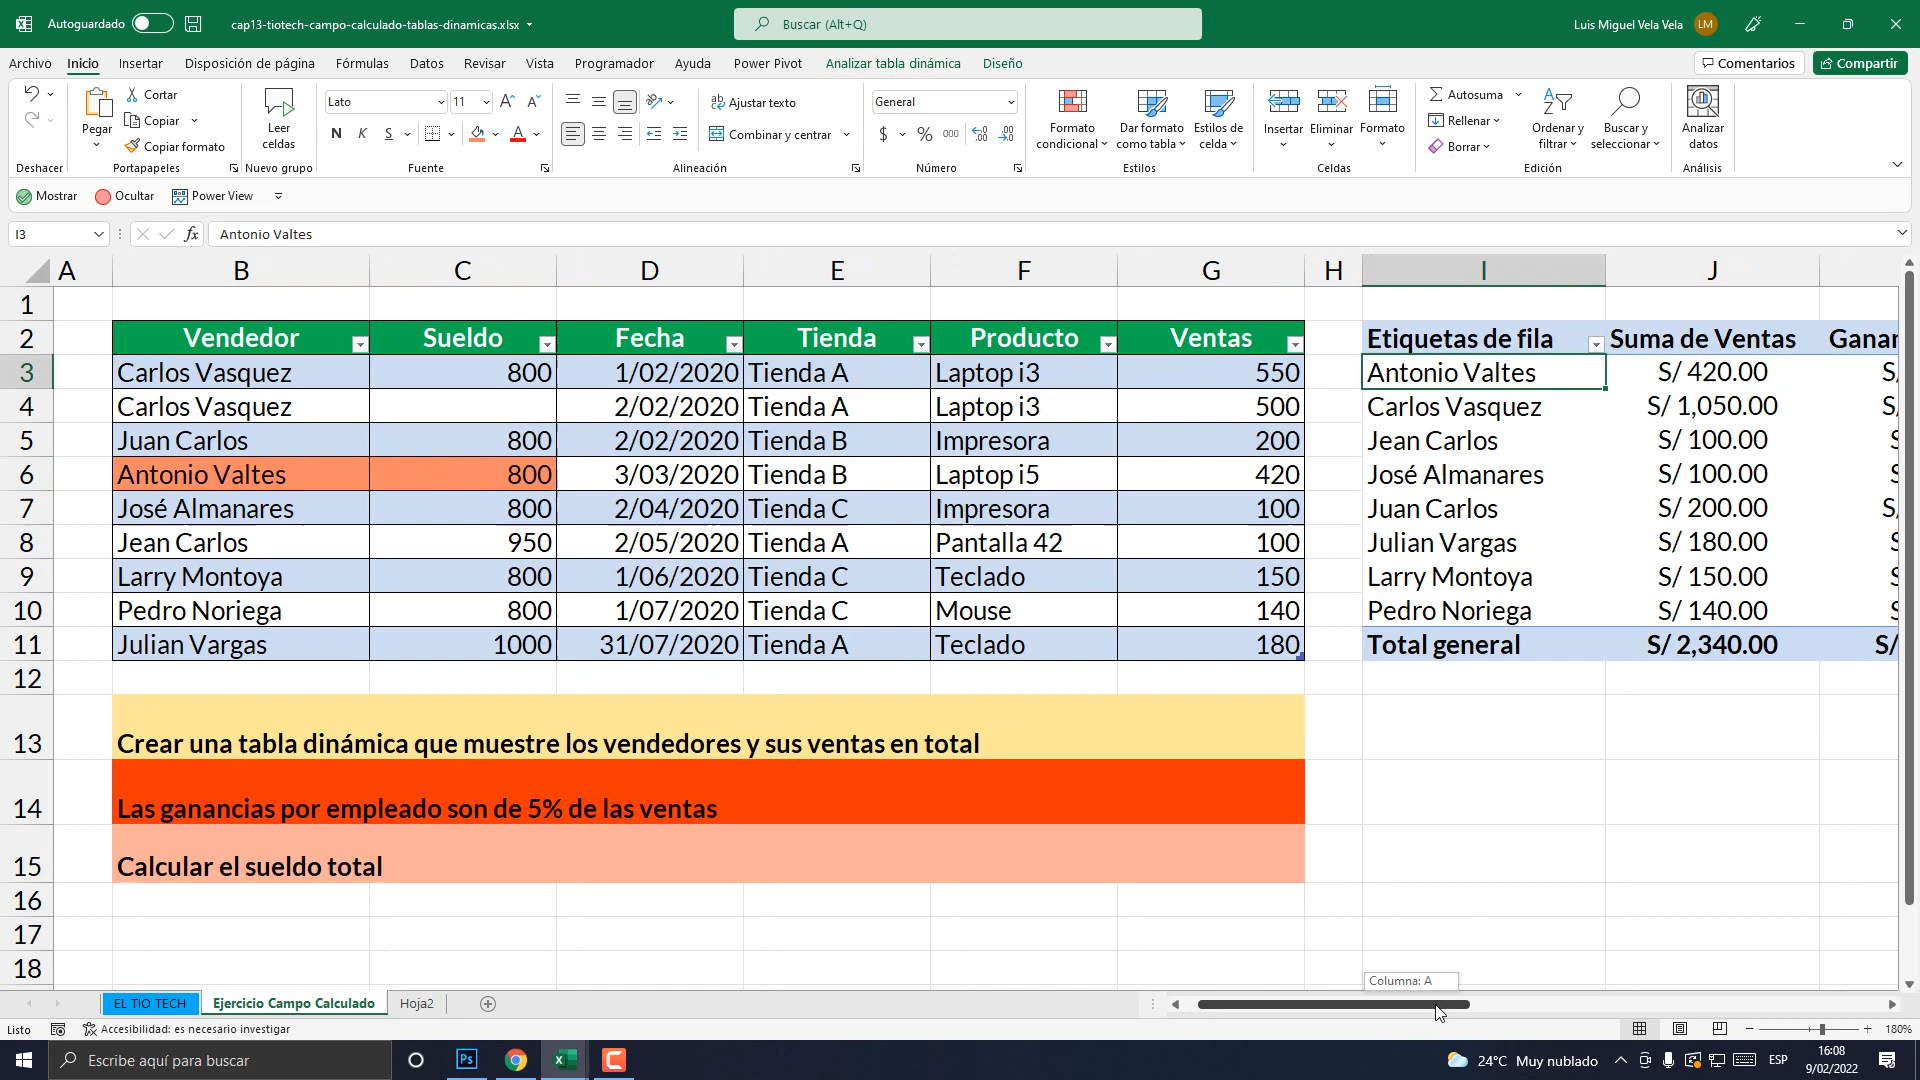 Autoguardado
cap13-tiotech-campo-calculado-tablas-dinamicas.xlsx
Buscar (Alt+Q)
Luis Miguel Vela Vela
LM
Archivo Inicio Insertar Disposición de página Fórmulas Datos Revisar Vista Programador Ayuda Power Pivot Analizar tabla dinámica Diseño
Comentarios
Compartir
Deshacer
Pegar
Cortar
Copiar
Copiar formato
Portapapeles
Leer celdas
Nuevo grupo
Lato 11
N K S
Fuente
Ajustar texto
Combinar y centrar
Alineación
General
$ % 000
Número
Formato condicional
Dar formato como tabla
Estilos de celda
Estilos
Insertar
Eliminar
Formato
Celdas
Autosuma
Rellenar
Borrar
Ordenar y filtrar
Buscar y seleccionar
Edición
Analizar datos
Análisis
Mostrar Ocultar Power View
I3 fx Antonio Valtes
A B C D E F G H I J
1
2 Vendedor Sueldo Fecha Tienda Producto Ventas Etiquetas de fila Suma de Ventas
3 Carlos Vasquez 800 1/02/2020 Tienda A Laptop i3 550 Antonio Valtes S/ 420.00
4 Carlos Vasquez 2/02/2020 Tienda A Laptop i3 500 Carlos Vasquez S/ 1,050.00
5 Juan Carlos 800 2/02/2020 Tienda B Impresora 200 Jean Carlos S/ 100.00
6 Antonio Valtes 800 3/03/2020 Tienda B Laptop i5 420 José Almanares S/ 100.00
7 José Almanares 800 2/04/2020 Tienda C Impresora 100 Juan Carlos S/ 200.00
8 Jean Carlos 950 2/05/2020 Tienda A Pantalla 42 100 Julian Vargas S/ 180.00
9 Larry Montoya 800 1/06/2020 Tienda C Teclado 150 Larry Montoya S/ 150.00
10 Pedro Noriega 800 1/07/2020 Tienda C Mouse 140 Pedro Noriega S/ 140.00
11 Julian Vargas 1000 31/07/2020 Tienda A Teclado 180 Total general S/ 2,340.00 S/
12
13 Crear una tabla dinámica que muestre los vendedores y sus ventas en total
14 Las ganancias por empleado son de 5% de las ventas
15 Calcular el sueldo total
16
17
18
Columna: A
EL TIO TECH Ejercicio Campo Calculado Hoja2
Listo Accesibilidad: es necesario investigar
180%
Escribe aquí para buscar
Ps
24°C Muy nublado
ESP
16:08
9/02/2022